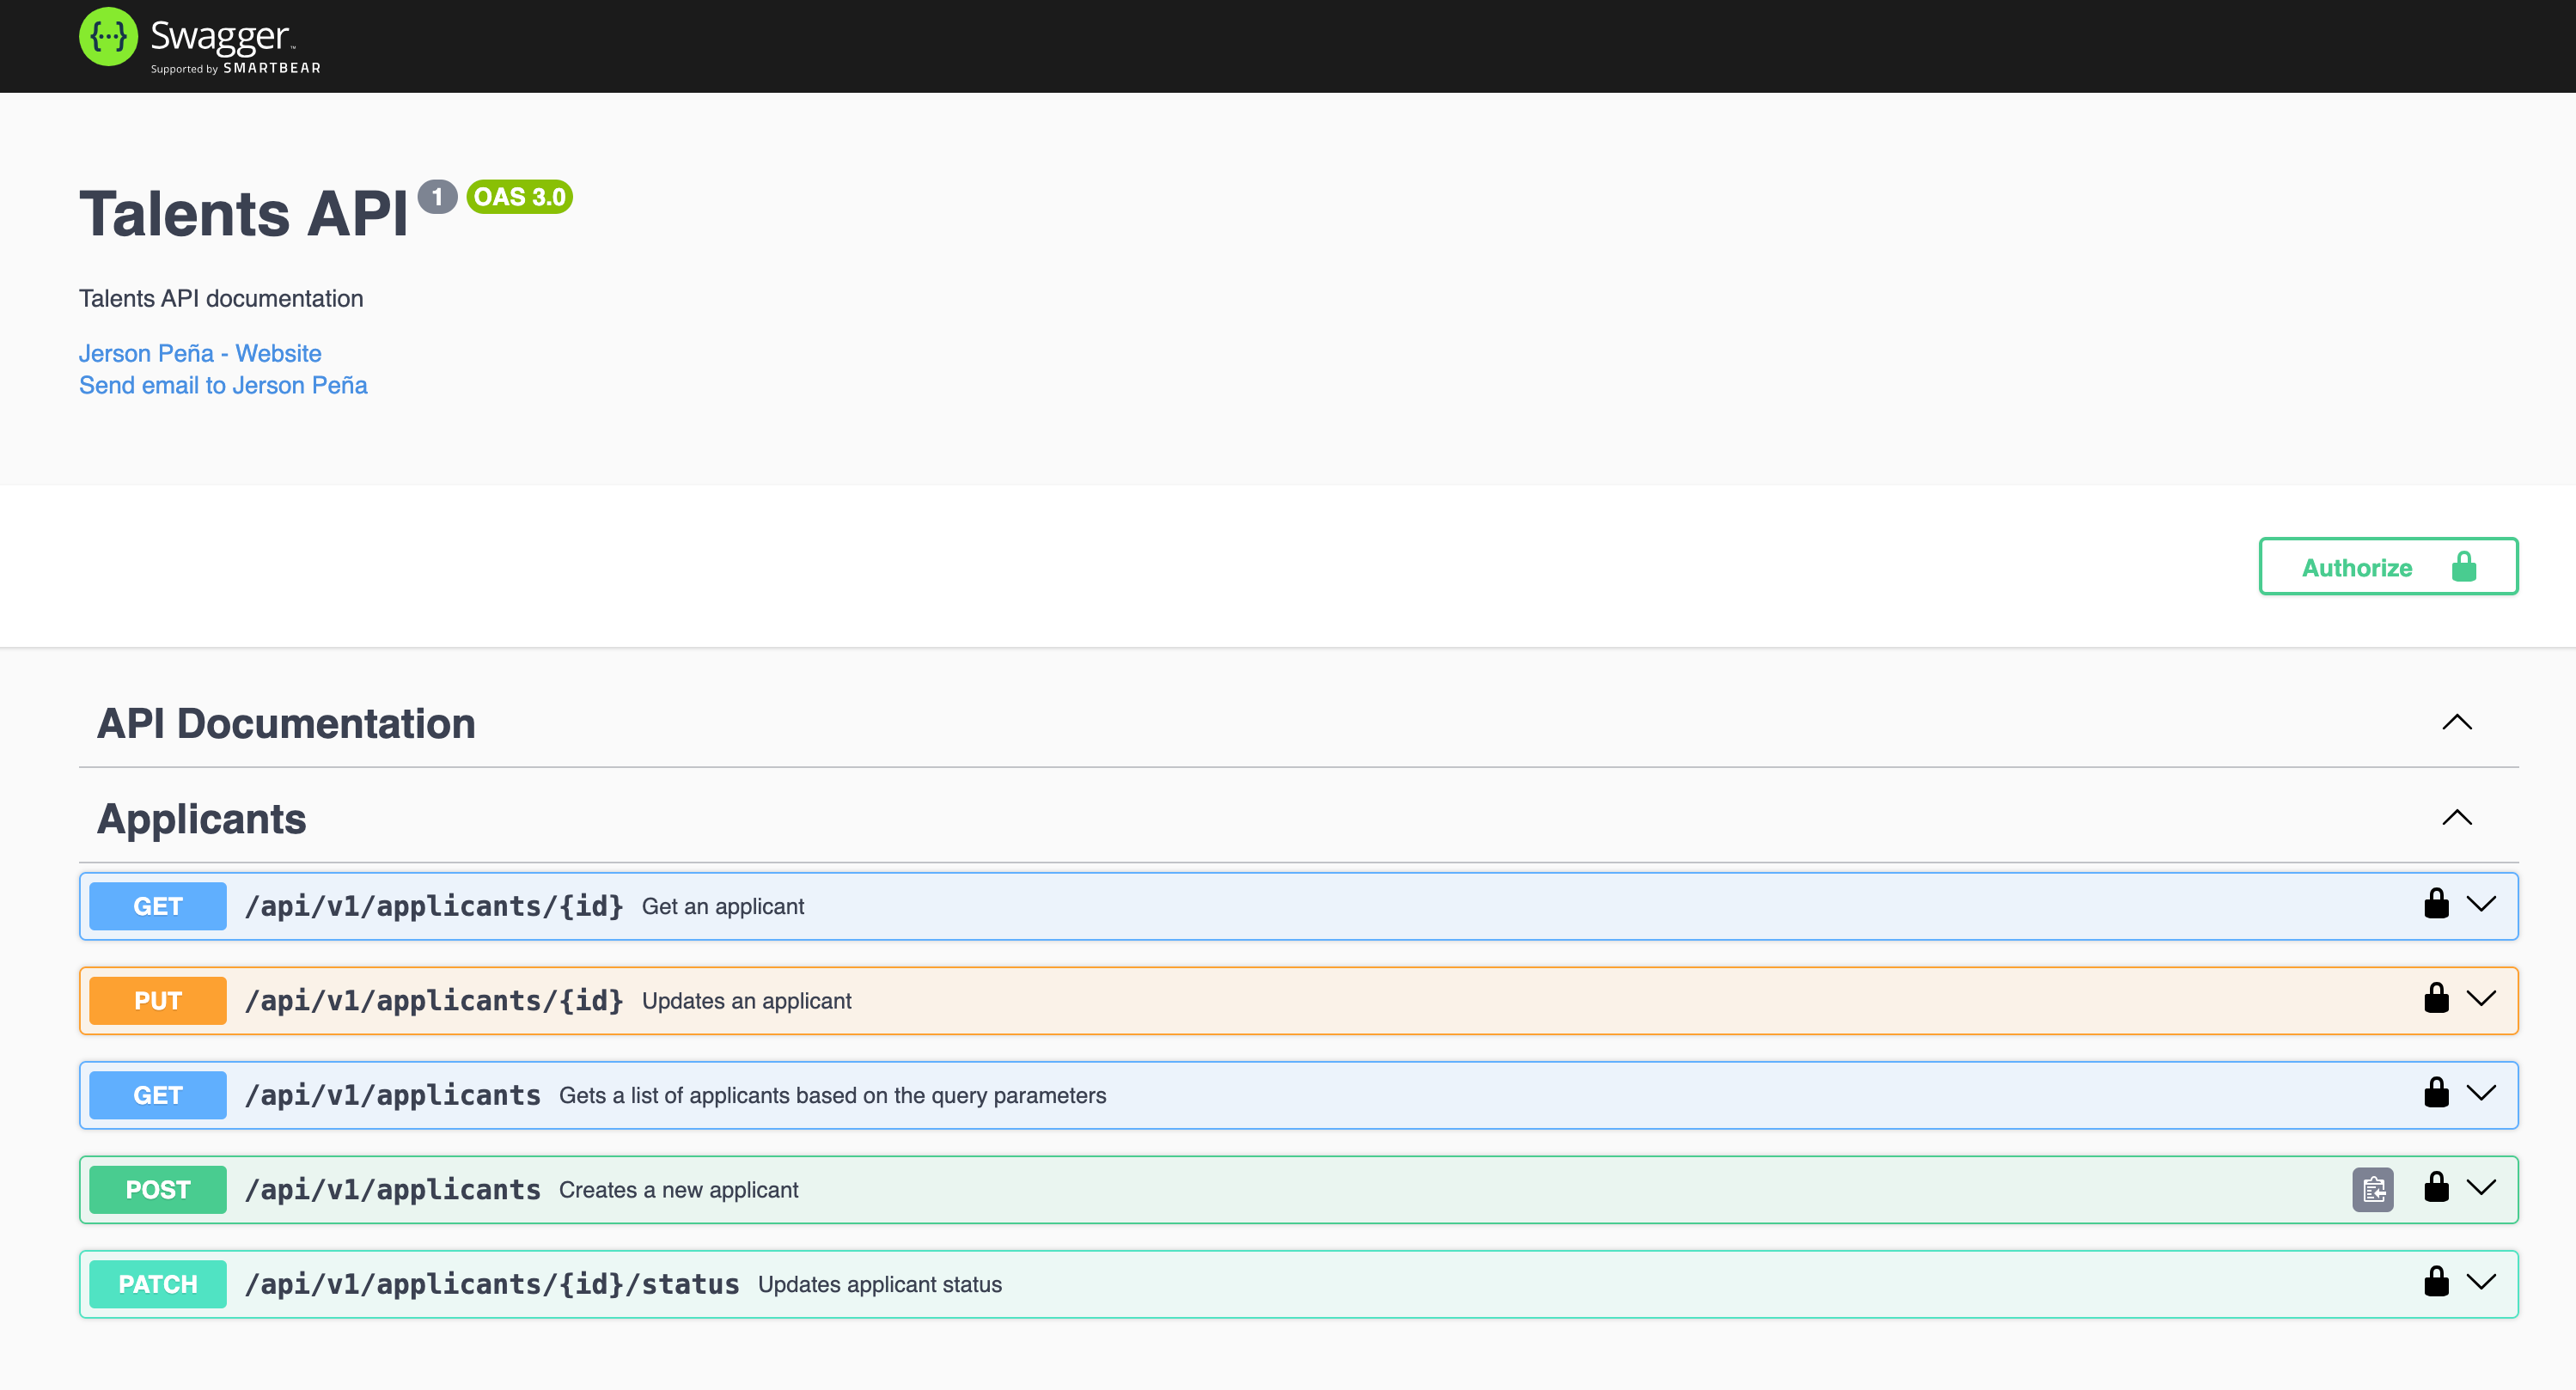 {···} Swagger™
Supported by SMARTBEAR
Talents API 1 OAS 3.0
Talents API documentation
Jerson Peña - Website
Send email to Jerson Peña
Authorize
API Documentation
Applicants
GET /api/v1/applicants/{id} Get an applicant
PUT /api/v1/applicants/{id} Updates an applicant
GET /api/v1/applicants Gets a list of applicants based on the query parameters
POST /api/v1/applicants Creates a new applicant
PATCH /api/v1/applicants/{id}/status Updates applicant status